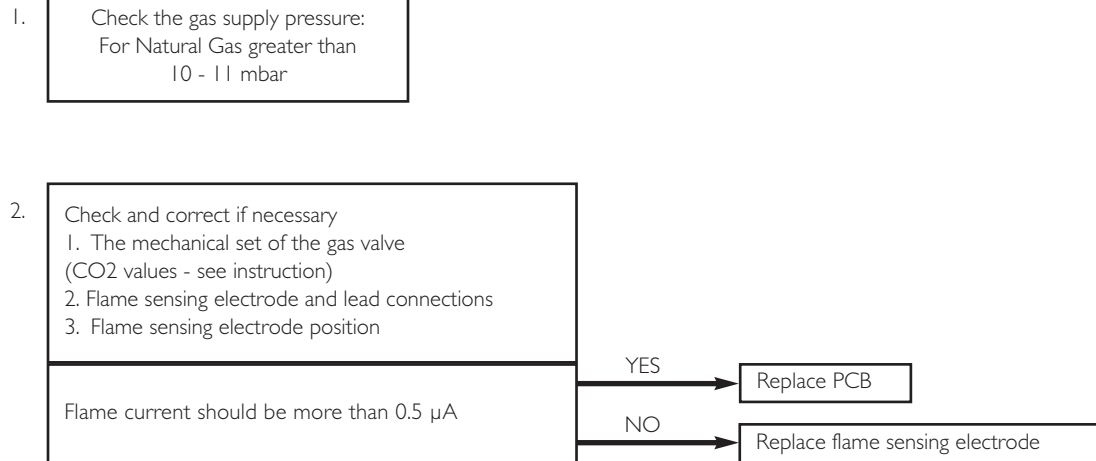 1.
Check the gas supply pressure:
For Natural Gas greater than
10 - 11 mbar
2.
Check and correct if necessary
1. The mechanical set of the gas valve
(CO2 values - see instruction)
2. Flame sensing electrode and lead connections
3. Flame sensing electrode position
YES
Replace PCB
Flame current should be more than 0.5 µA
NO
Replace flame sensing electrode